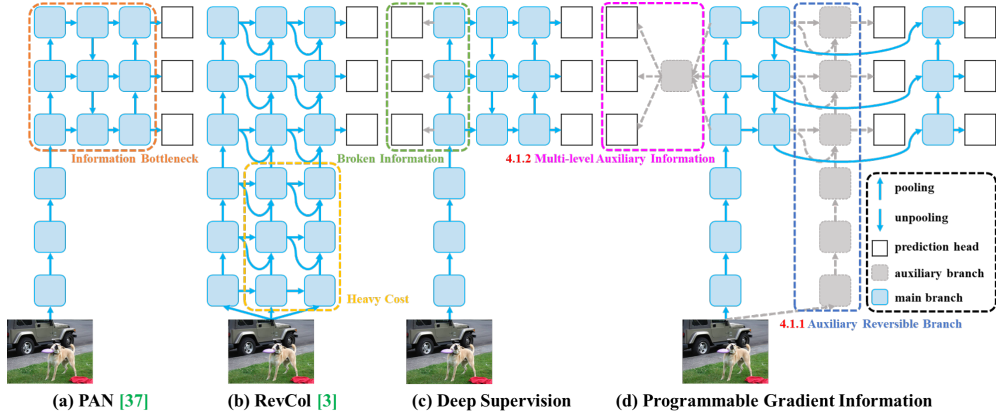 Information Bottleneck
Broken Information
4.1.2 Multi-level Auxiliary Information
Heavy Cost
pooling
unpooling
prediction head
auxiliary branch
main branch
4.1.1 Auxiliary Reversible Branch
(a) PAN [37]
(b) RevCol [3]
(c) Deep Supervision
(d) Programmable Gradient Information